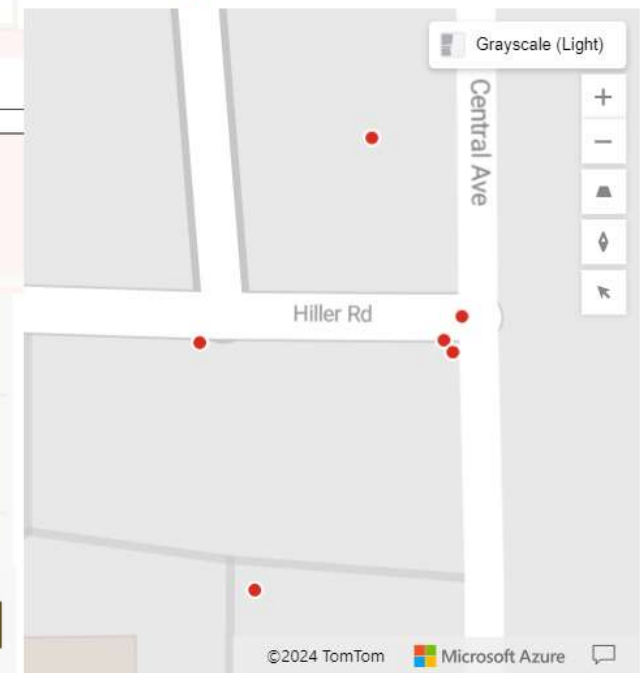 Grayscale (Light)
Central Ave
Hiller Rd
©2024 TomTom
Microsoft Azure